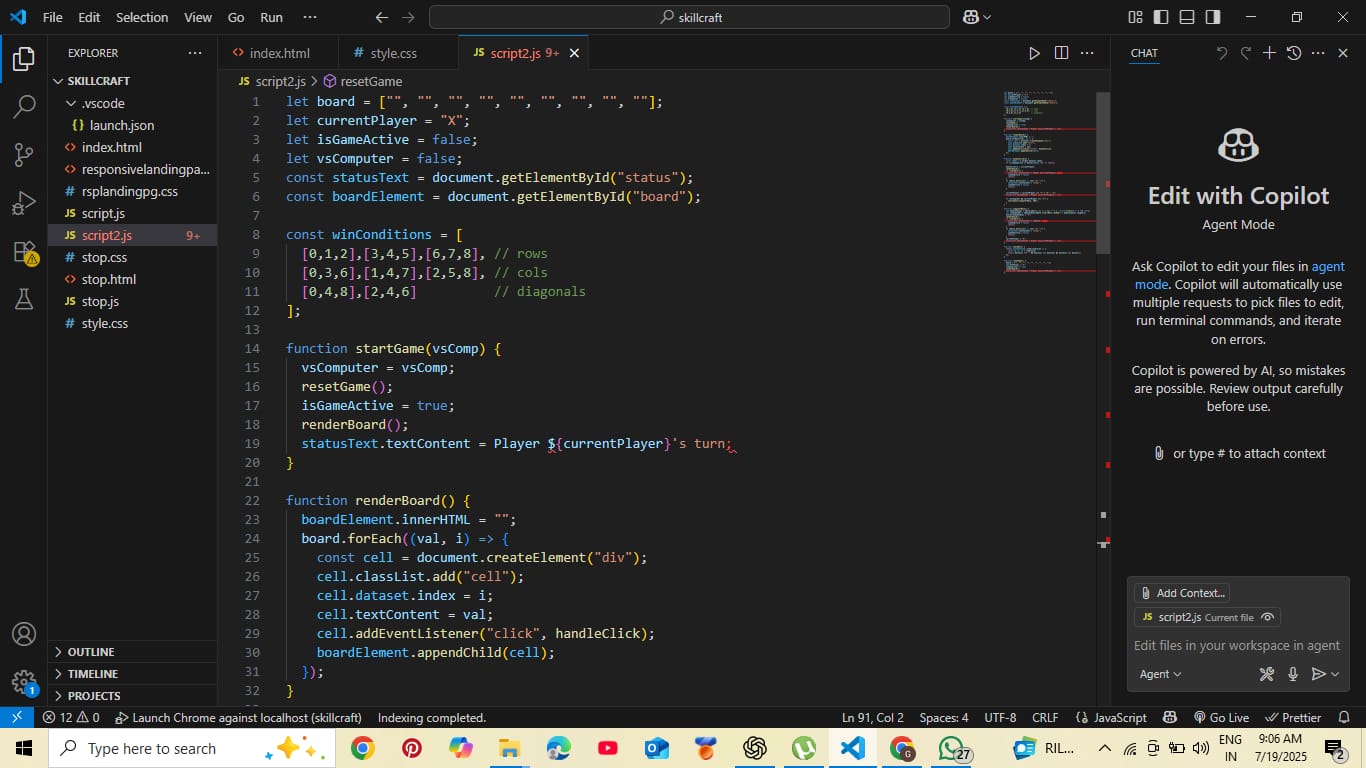 File Edit Selection View Go Run ··· skillcraft
EXPLORER ···
SKILLCRAFT
.vscode
{} launch.json
<> index.html
<> responsivelandingpa...
# rsplandingpg.css
JS script.js
JS script2.js 9+
# stop.css
<> stop.html
JS stop.js
# style.css
OUTLINE
TIMELINE
PROJECTS
<> index.html # style.css JS script2.js 9+
JS script2.js > resetGame
1 let board = ["", "", "", "", "", "", "", "", ""];
2 let currentPlayer = "X";
3 let isGameActive = false;
4 let vsComputer = false;
5 const statusText = document.getElementById("status");
6 const boardElement = document.getElementById("board");
7
8 const winConditions = [
9 [0,1,2],[3,4,5],[6,7,8], // rows
10 [0,3,6],[1,4,7],[2,5,8], // cols
11 [0,4,8],[2,4,6] // diagonals
12 ];
13
14 function startGame(vsComp) {
15 vsComputer = vsComp;
16 resetGame();
17 isGameActive = true;
18 renderBoard();
19 statusText.textContent = Player ${currentPlayer}'s turn;
20 }
21
22 function renderBoard() {
23 boardElement.innerHTML = "";
24 board.forEach((val, i) => {
25 const cell = document.createElement("div");
26 cell.classList.add("cell");
27 cell.dataset.index = i;
28 cell.textContent = val;
29 cell.addEventListener("click", handleClick);
30 boardElement.appendChild(cell);
31 });
32 }
CHAT
Edit with Copilot
Agent Mode
Ask Copilot to edit your files in agent
mode. Copilot will automatically use
multiple requests to pick files to edit,
run terminal commands, and iterate
on errors.
Copilot is powered by AI, so mistakes
are possible. Review output carefully
before use.
or type # to attach context
Add Context...
JS script2.js Current file
Edit files in your workspace in agent
Agent
1
12 0 Launch Chrome against localhost (skillcraft) Indexing completed. Ln 91, Col 2 Spaces: 4 UTF-8 CRLF {} JavaScript Go Live Prettier
Type here to search 27 RIL... ENG 9:06 AM
IN 7/19/2025 2